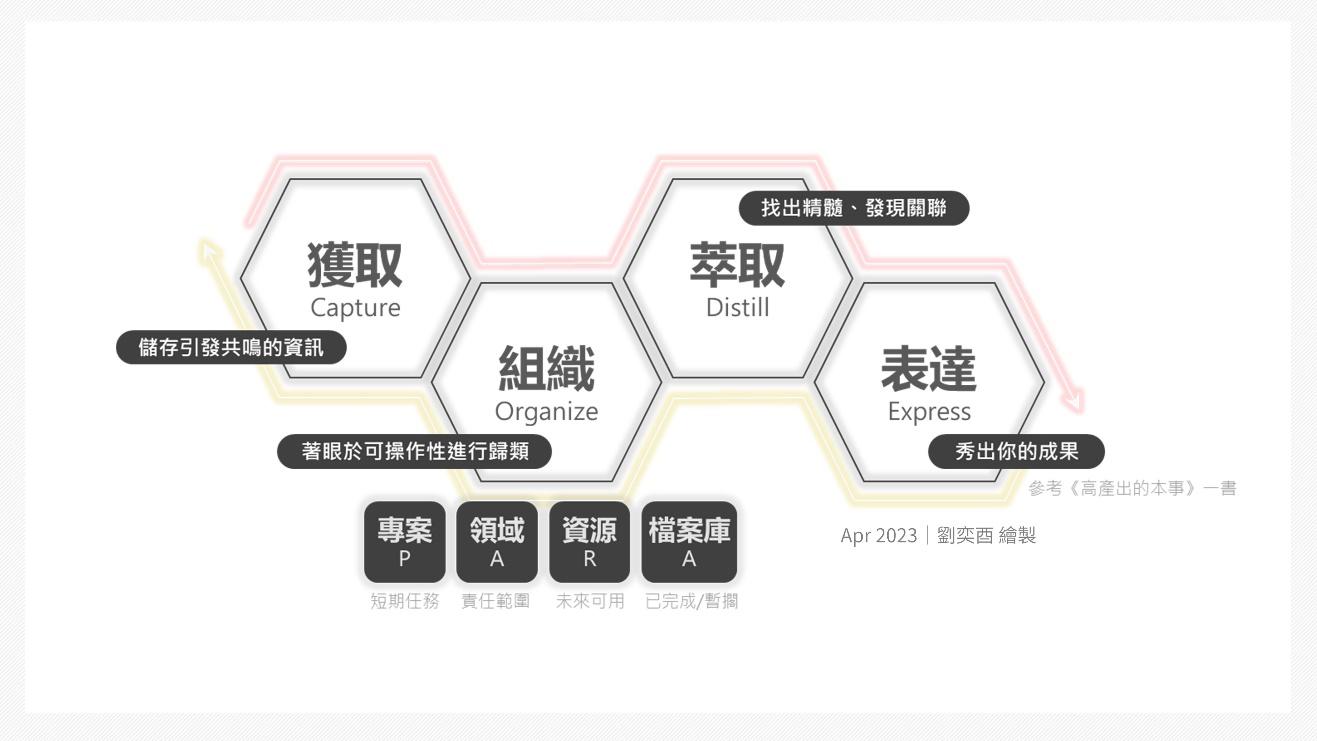 獲取
Capture
儲存引發共鳴的資訊
組織
Organize
著眼於可操作性進行歸類
專案
P
短期任務
領域
A
責任範圍
資源
R
未來可用
檔案庫
A
已完成/暫擱
萃取
Distill
找出精髓、發現關聯
表達
Express
秀出你的成果
參考《高產出的本事》一書
Apr 2023｜劉奕酉 繪製